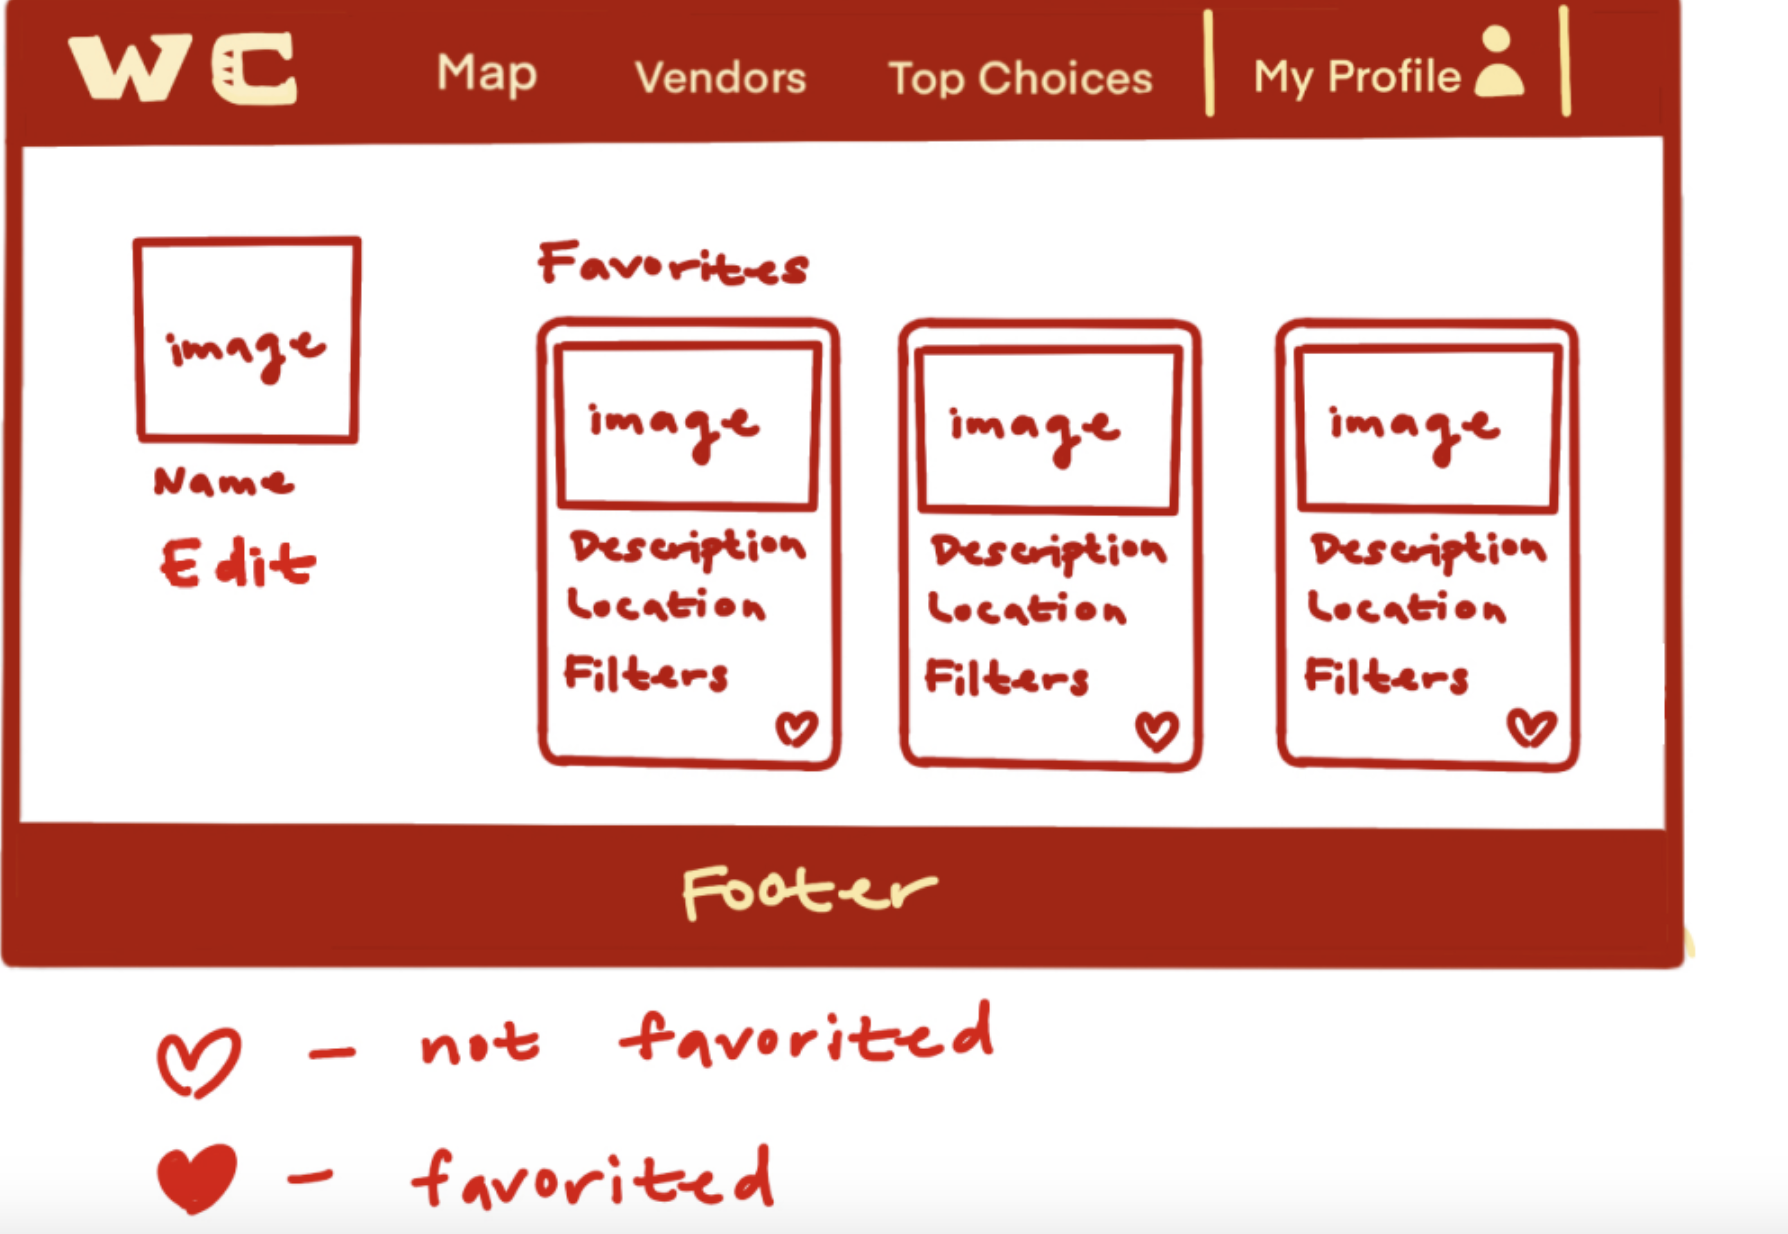 WC Map Vendors Top Choices My Profile
image
Name
Edit
Favorites
image
Description
Location
Filters
image
Description
Location
Filters
image
Description
Location
Filters
Footer
- not favorited
- favorited